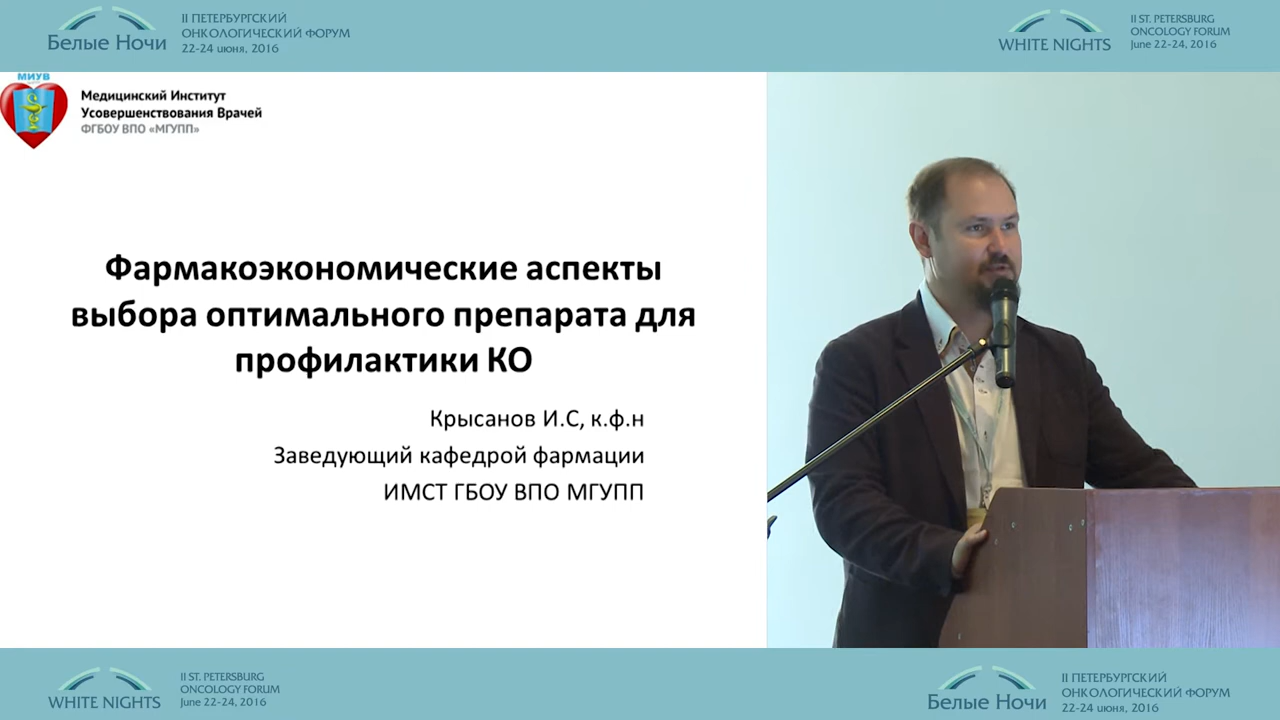 Белые Ночи
II ПЕТЕРБУРГСКИЙ
ОНКОЛОГИЧЕСКИЙ ФОРУМ
22-24 июня, 2016
WHITE NIGHTS
II ST. PETERSBURG
ONCOLOGY FORUM
June 22-24, 2016
МИУВ
Медицинский Институт
Усовершенствования Врачей
ФГБОУ ВПО «МГУПП»
Фармакоэкономические аспекты
выбора оптимального препарата для
профилактики КО
Крысанов И.С, к.ф.н
Заведующий кафедрой фармации
ИМСТ ГБОУ ВПО МГУПП
WHITE NIGHTS
II ST. PETERSBURG
ONCOLOGY FORUM
June 22-24, 2016
Белые Ночи
II ПЕТЕРБУРГСКИЙ
ОНКОЛОГИЧЕСКИЙ ФОРУМ
22-24 июня, 2016